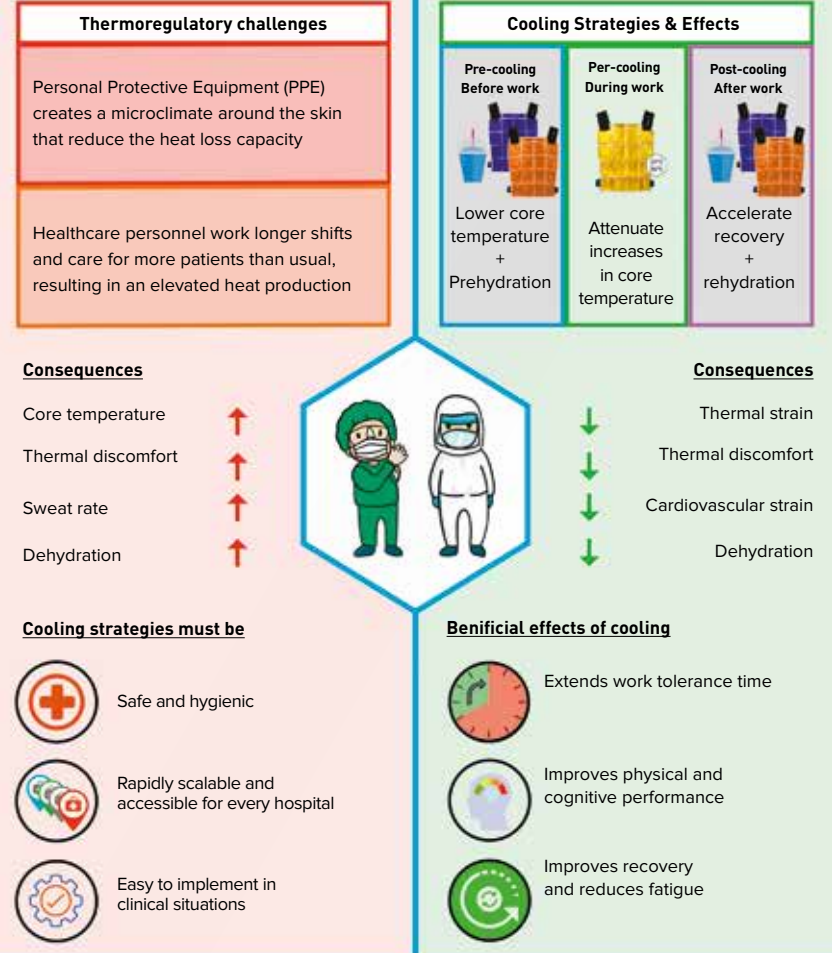 Thermoregulatory challenges
Personal Protective Equipment (PPE)
creates a microclimate around the skin
that reduce the heat loss capacity
Healthcare personnel work longer shifts
and care for more patients than usual,
resulting in an elevated heat production
Cooling Strategies & Effects
Pre-cooling
Before work
Lower core
temperature
+
Prehydration
Per-cooling
During work
Attenuate
increases
in core
temperature
Post-cooling
After work
Accelerate
recovery
+
rehydration
Consequences
Core temperature
Thermal discomfort
Sweat rate
Dehydration
Consequences
Thermal strain
Thermal discomfort
Cardiovascular strain
Dehydration
Cooling strategies must be
Safe and hygienic
Rapidly scalable and
accessible for every hospital
Easy to implement in
clinical situations
Benificial effects of cooling
Extends work tolerance time
Improves physical and
cognitive performance
Improves recovery
and reduces fatigue